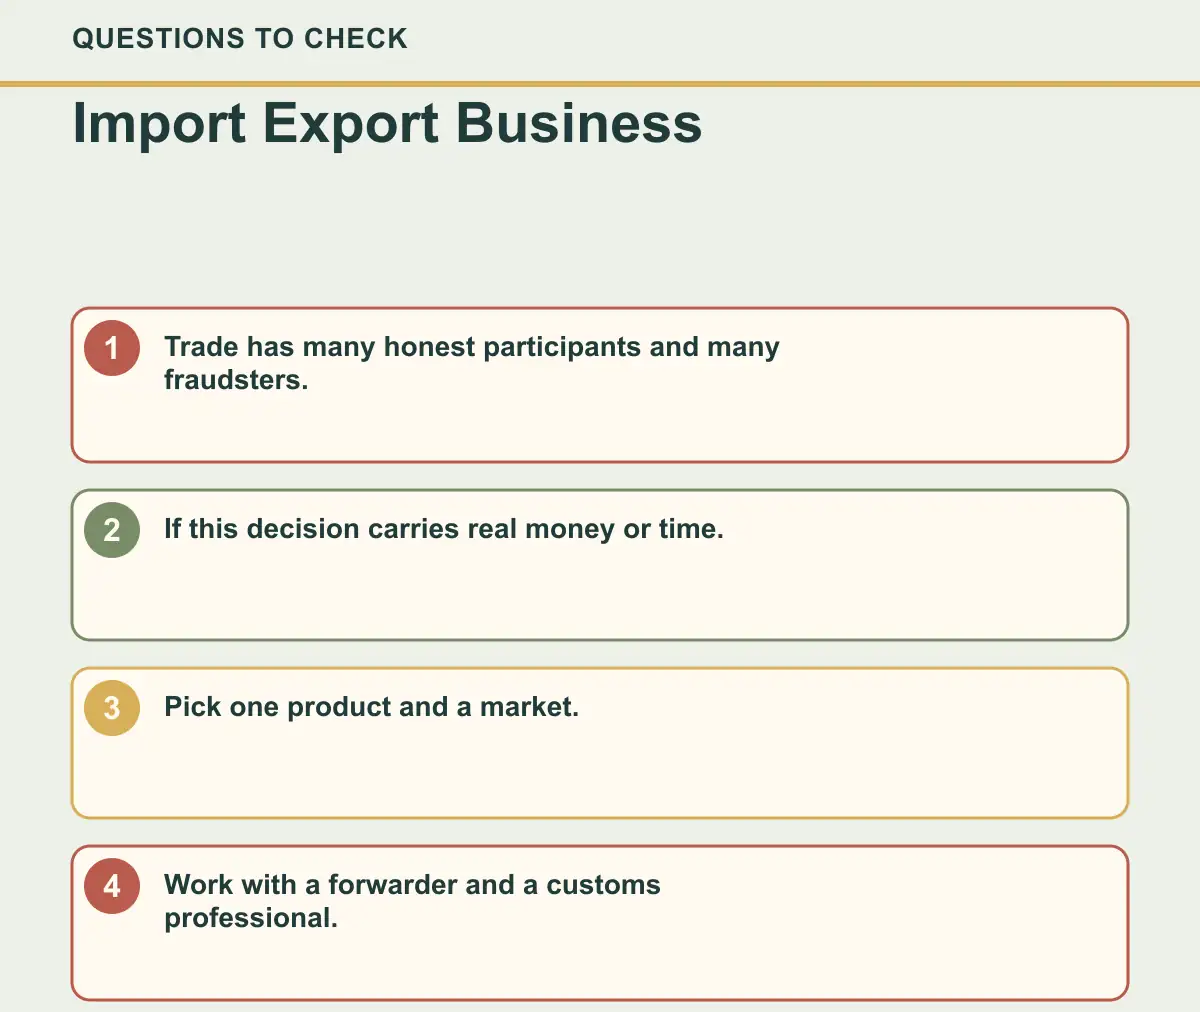 QUESTIONS TO CHECK
Import Export Business
1
Trade has many honest participants and many
fraudsters.
2
If this decision carries real money or time.
3
Pick one product and a market.
4
Work with a forwarder and a customs
professional.